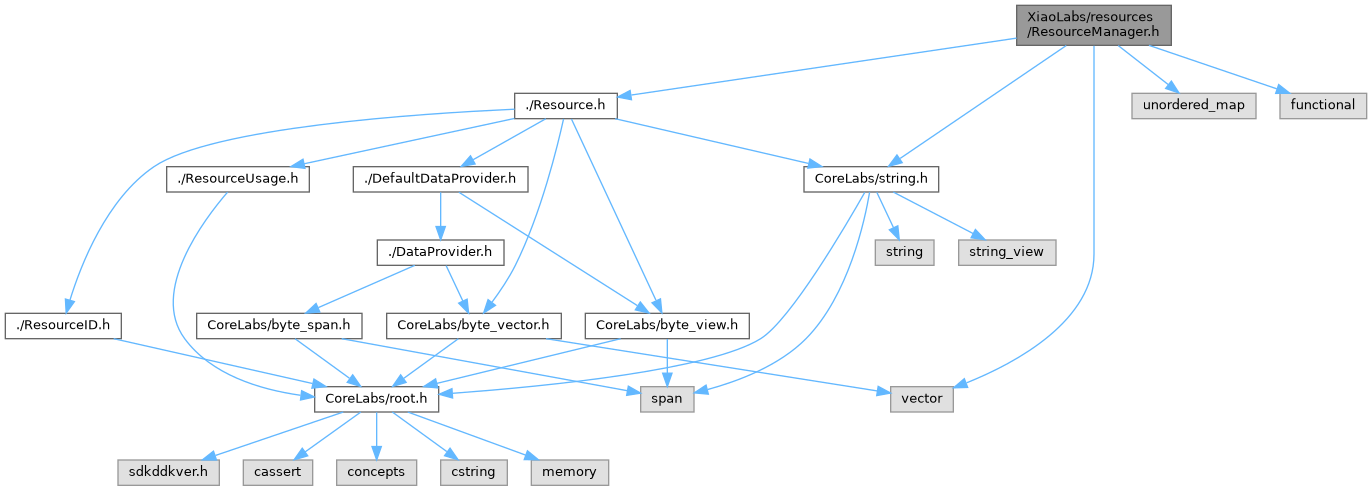 XiaoLabs/resources
/ResourceManager.h
./Resource.h
unordered_map
functional
./ResourceUsage.h
./DefaultDataProvider.h
CoreLabs/string.h
./DataProvider.h
string
string_view
./ResourceID.h
CoreLabs/byte_span.h
CoreLabs/byte_vector.h
CoreLabs/byte_view.h
CoreLabs/root.h
span
vector
sdkddkver.h
cassert
concepts
cstring
memory